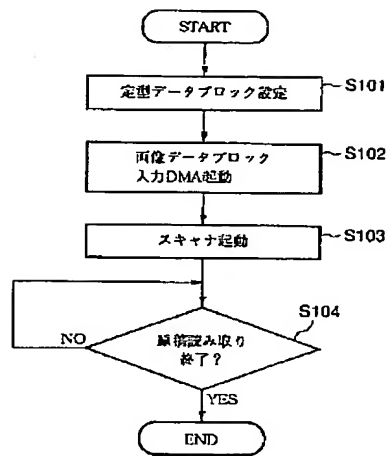 START
定型データブロック設定
S101
画像データブロック
入力DMA起動
S102
スキャナ起動
S103
原稿読み取り
終了？
S104
NO
YES
END